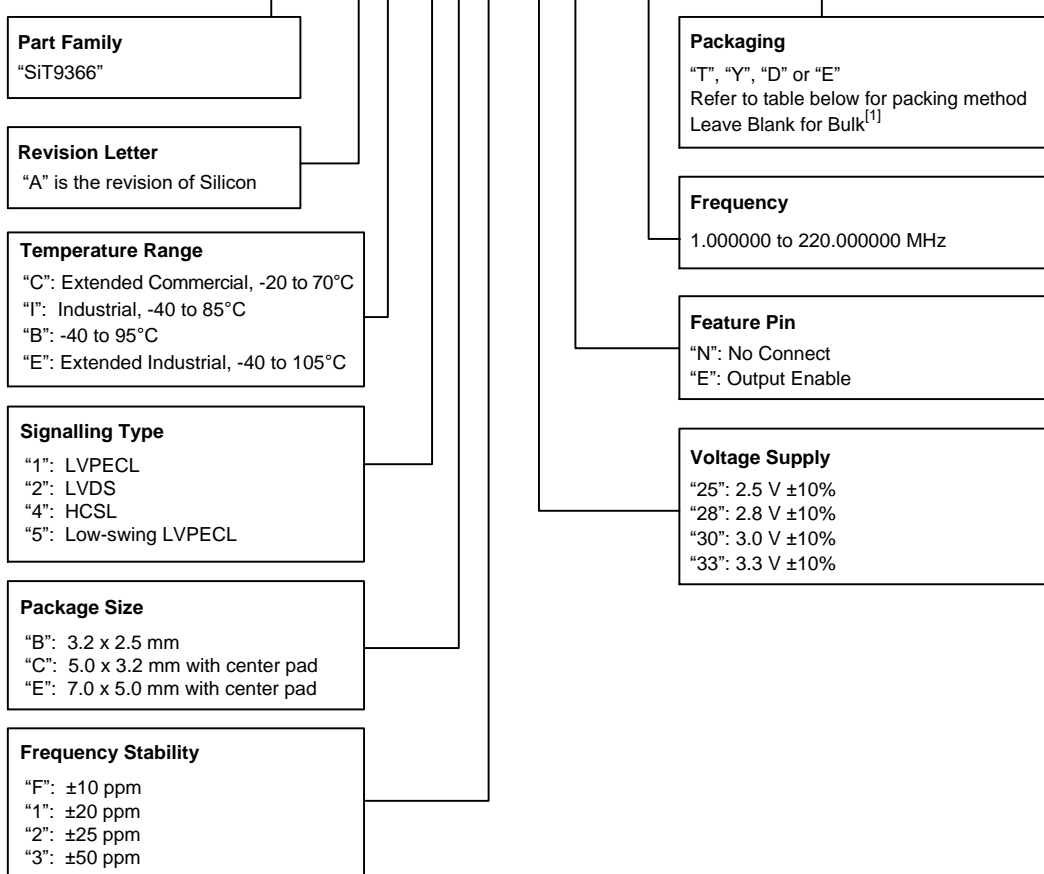 Part Family
“SiT9366”
Revision Letter
“A” is the revision of Silicon
Temperature Range
“C”: Extended Commercial, -20 to 70°C
“I”: Industrial, -40 to 85°C
“B”: -40 to 95°C
“E”: Extended Industrial, -40 to 105°C
Signalling Type
“1”: LVPECL
“2”: LVDS
“4”: HCSL
“5”: Low-swing LVPECL
Package Size
“B”: 3.2 x 2.5 mm
“C”: 5.0 x 3.2 mm with center pad
“E”: 7.0 x 5.0 mm with center pad
Frequency Stability
“F”: ±10 ppm
“1”: ±20 ppm
“2”: ±25 ppm
“3”: ±50 ppm
Packaging
“T”, “Y”, “D” or “E”
Refer to table below for packing method
Leave Blank for Bulk[1]
Frequency
1.000000 to 220.000000 MHz
Feature Pin
“N”: No Connect
“E”: Output Enable
Voltage Supply
“25”: 2.5 V ±10%
“28”: 2.8 V ±10%
“30”: 3.0 V ±10%
“33”: 3.3 V ±10%